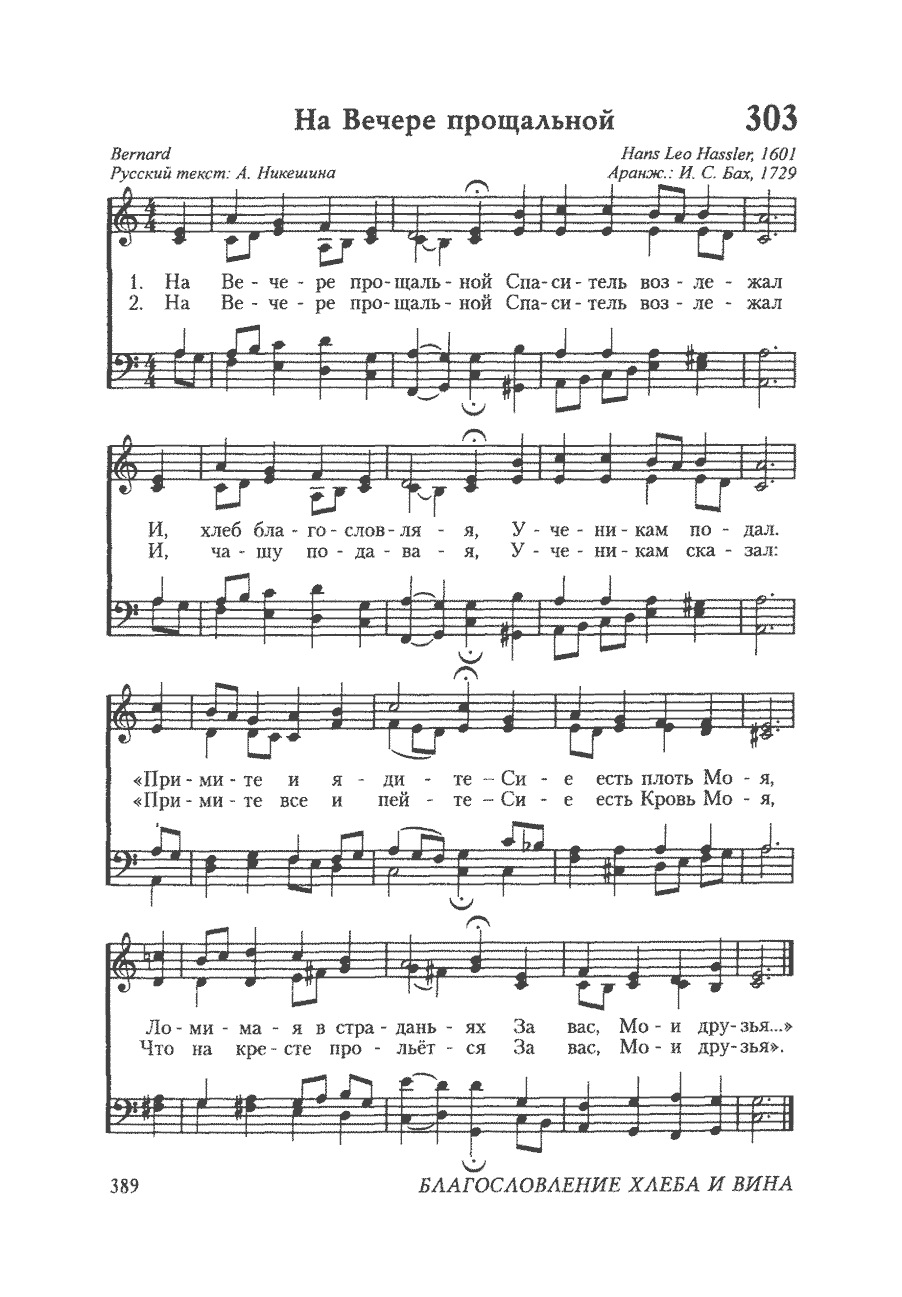 На Вечере прощальной 303
Bernard Hans Leo Hassler, 1601
Русский текст: А. Никешина Аранж.: И. С. Бах, 1729
1. На Ве - че - ре про-щаль- ной Спа-си- тель воз - ле - жал
2. На Ве - че - ре про-щаль- ной Спа-си- тель воз - ле - жал
И, хлеб бла - го- слов- ля - я, У - че - ни- кам по - дал.
И, ча - шу по - да - ва - я, У - че - ни- кам ска - зал:
«При- ми - те и я - ди - те – Си - е есть плоть Мо - я,
«При- ми - те все и пей - те – Си - е есть Кровь Мо - я,
Ло - ми - ма - я в стра - дань - ях За вас, Мо - и дру- зья...»
Что на кре- сте про - льёт - ся За вас, Мо - и дру- зья».
389 БЛАГОСЛОВЛЕНИЕ ХЛЕБА И ВИНА